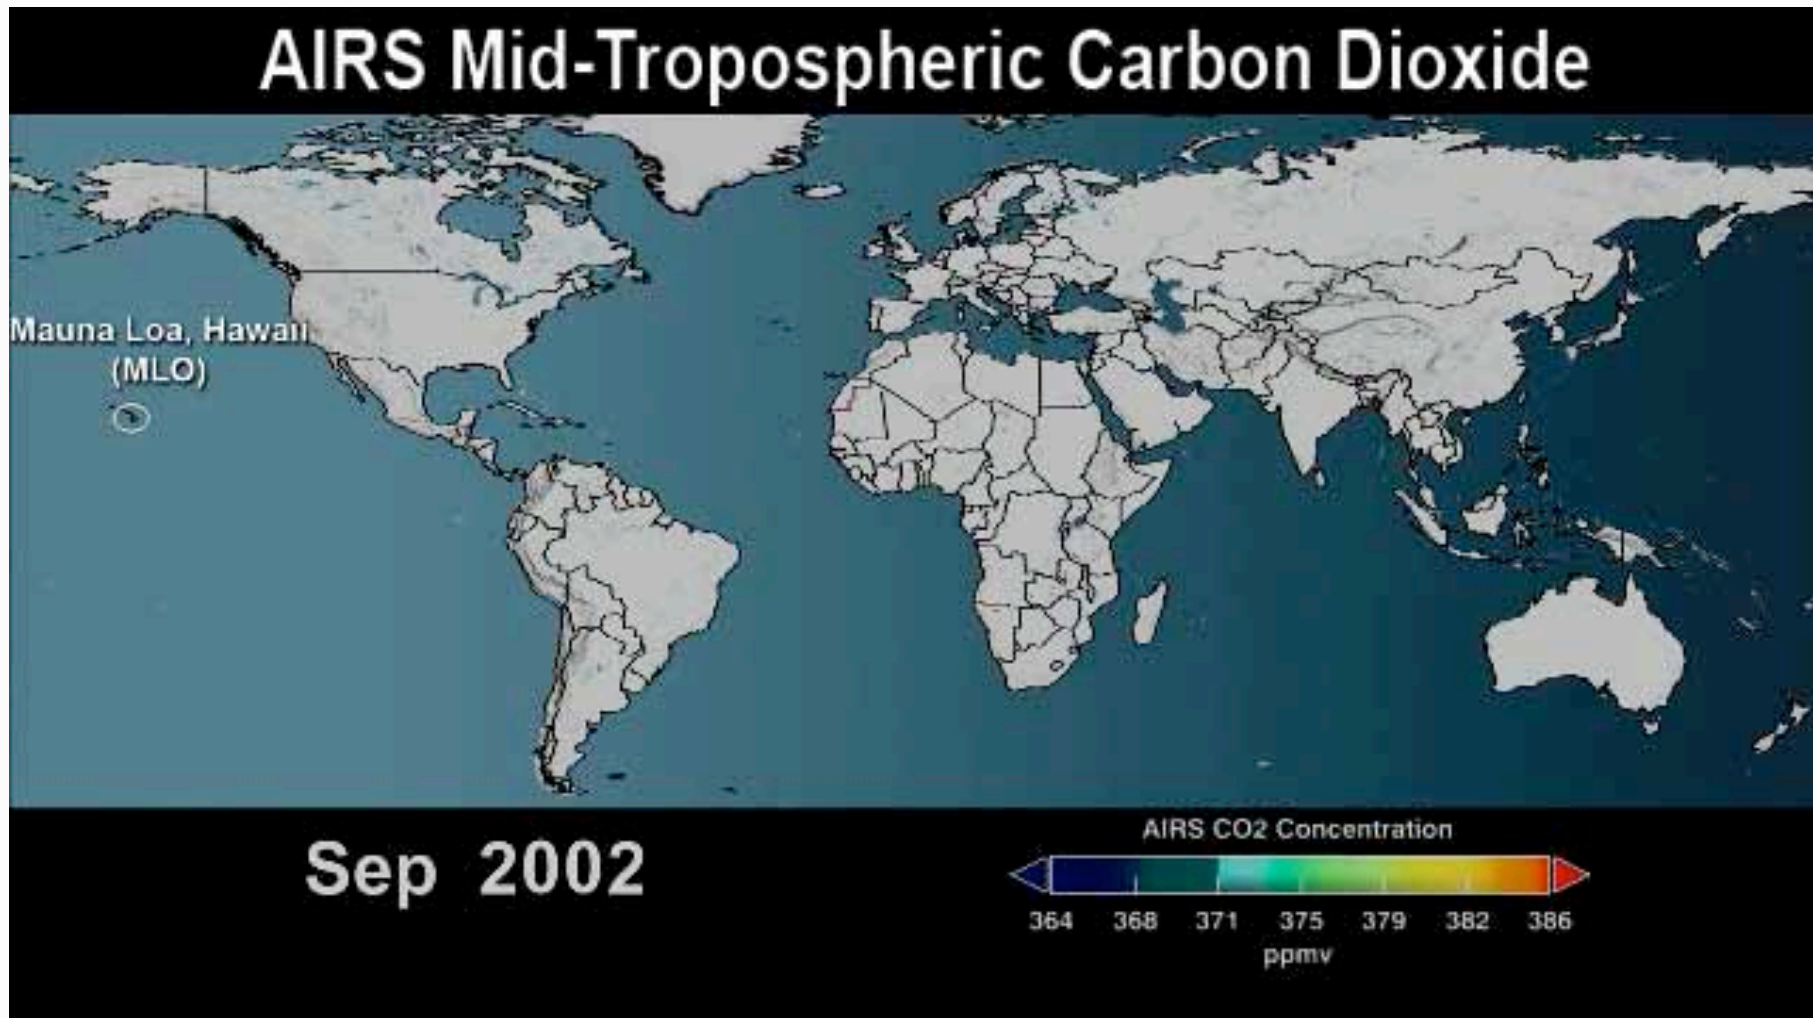 AIRS Mid-Tropospheric Carbon Dioxide
Mauna Loa, Hawaii
(MLO)
Sep 2002
AIRS CO2 Concentration
364 368 371 375 379 382 386
ppmv